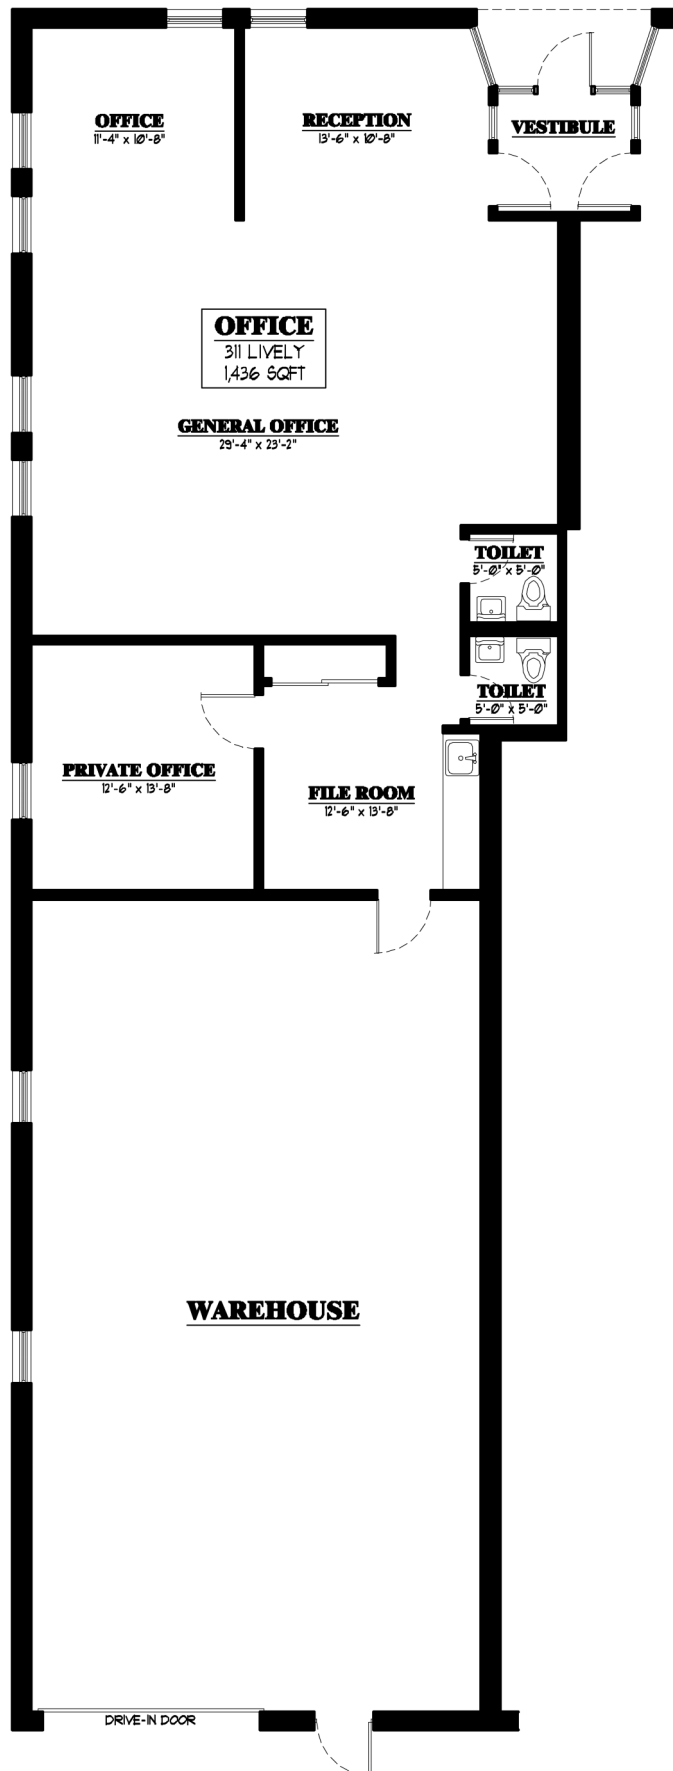 OFFICE
11'-4" x 10'-8"
RECEPTION
13'-6" x 10'-8"
VESTIBULE
OFFICE
311 LIVELY
1,436 SQFT
GENERAL OFFICE
29'-4" x 23'-2"
TOILET
5'-0" x 5'-0"
TOILET
5'-0" x 5'-0"
PRIVATE OFFICE
12'-6" x 13'-8"
FILE ROOM
12'-6" x 13'-8"
WAREHOUSE
DRIVE-IN DOOR